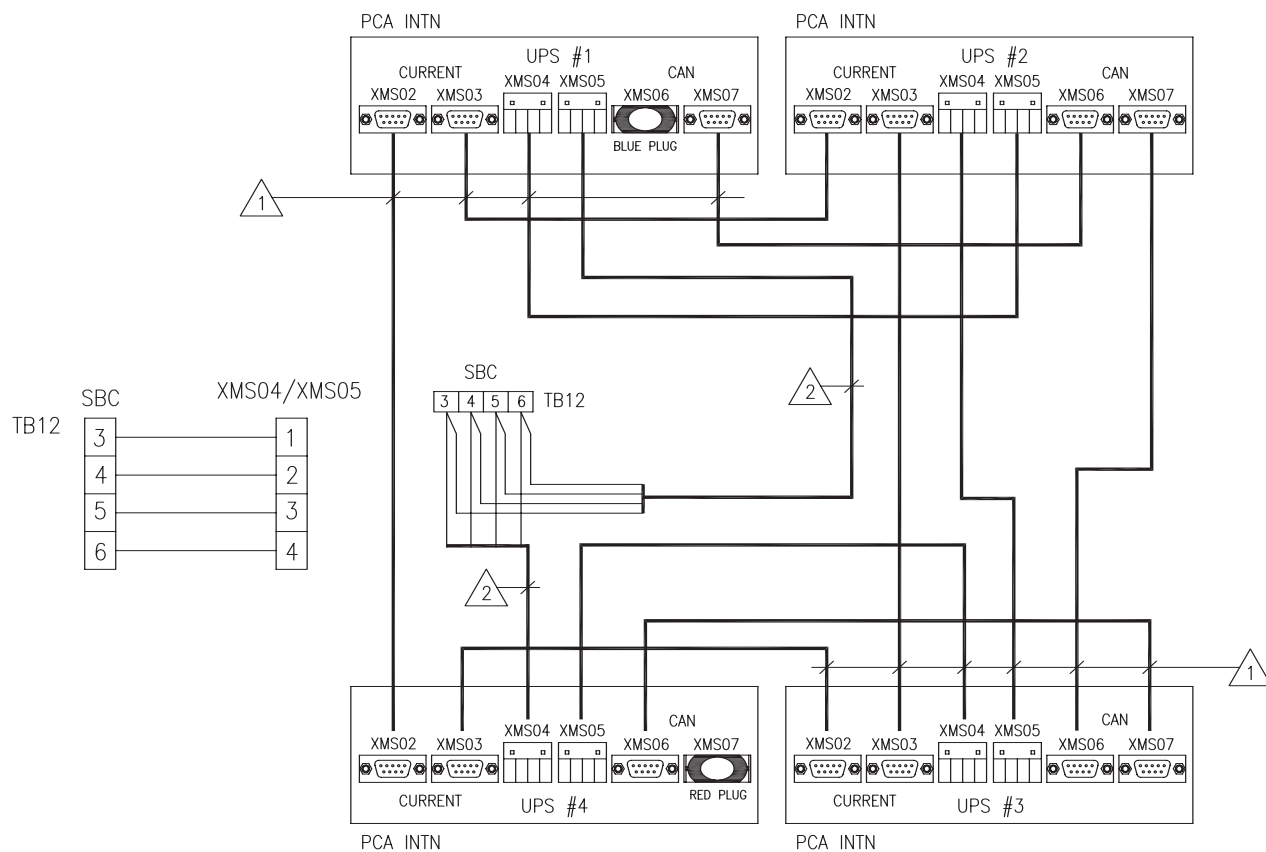 PCA INTN
PCA INTN
UPS #1
CURRENT
CAN
XMS02 XMS03 XMS04 XMS05 XMS06 XMS07
BLUE PLUG
UPS #2
CURRENT
CAN
XMS02 XMS03 XMS04 XMS05 XMS06 XMS07
1
2
SBC
3 4 5 6 TB12
SBC
XMS04/XMS05
TB12
3 1
4 2
5 3
6 4
2
1
XMS02 XMS03 XMS04 XMS05 XMS06 XMS07
CAN
CURRENT
UPS #4
RED PLUG
XMS02 XMS03 XMS04 XMS05 XMS06 XMS07
CAN
CURRENT
UPS #3
PCA INTN
PCA INTN